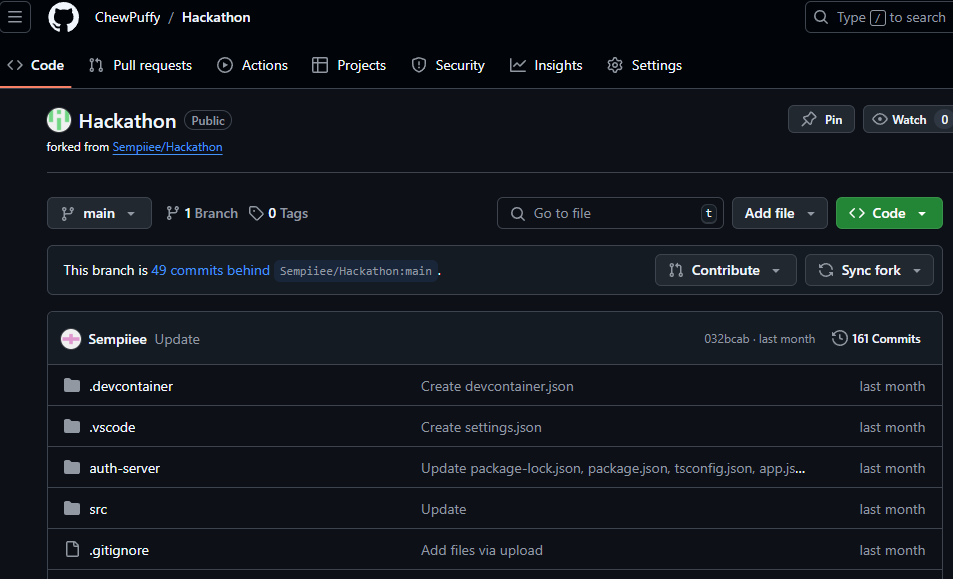 ChewPuffy / Hackathon
Type / to search
Code Pull requests Actions Projects Security Insights Settings
Hackathon Public
Pin Watch 0
forked from Sempiiee/Hackathon
main 1 Branch 0 Tags Go to file t Add file Code
This branch is 49 commits behind Sempiiee/Hackathon:main . Contribute Sync fork
Sempiiee Update 032bcab · last month 161 Commits
.devcontainer Create devcontainer.json last month
.vscode Create settings.json last month
auth-server Update package-lock.json, package.json, tsconfig.json, app.js... last month
src Update last month
.gitignore Add files via upload last month